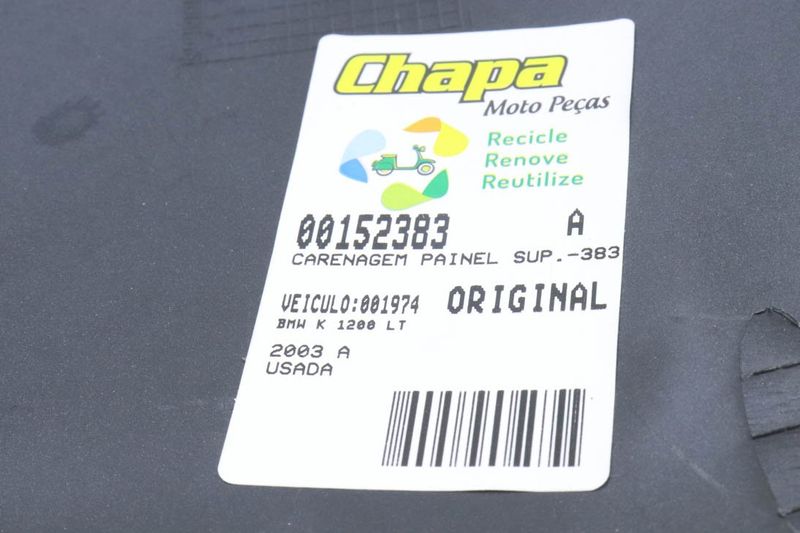 Chapa
Moto Peças
Recicle
Renove
Reutilize
00152383 A
CARENAGEM PAINEL SUP.-383
VEICULO:001974 ORIGINAL
BMW K 1200 LT
2003 A
USADA